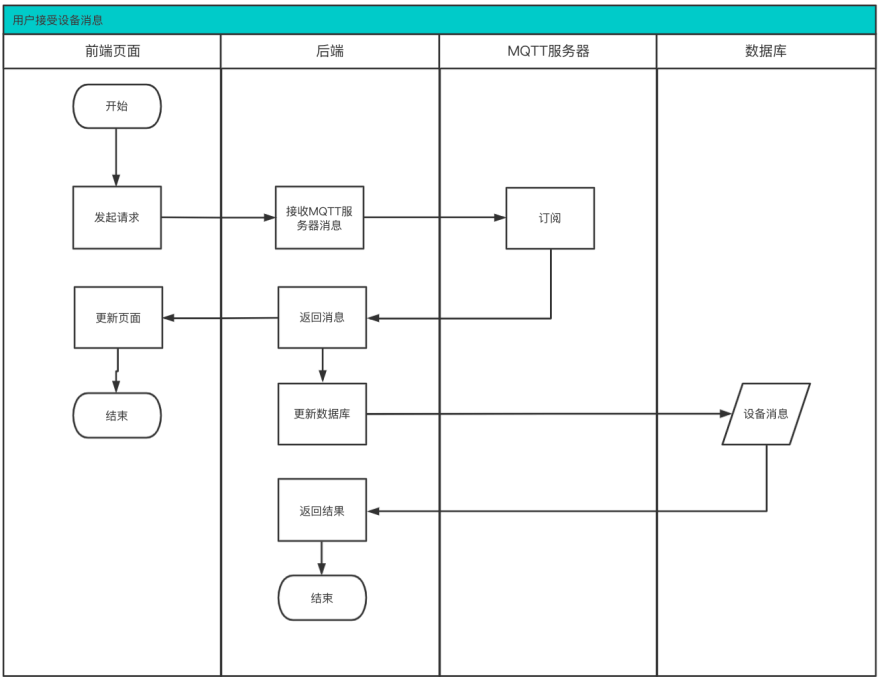 用户接受设备消息
前端页面
后端
MQTT服务器
数据库
开始
发起请求
接收MQTT服
务器消息
订阅
更新页面
返回消息
结束
更新数据库
设备消息
返回结果
结束